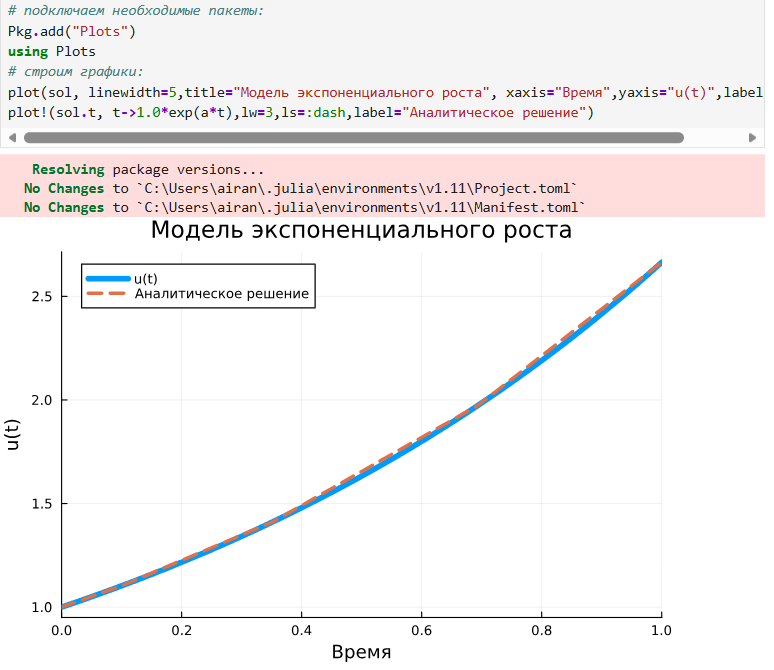 # подключаем необходимые пакеты:
Pkg.add("Plots")
using Plots
# строим графики:
plot(sol, linewidth=5,title="Модель экспоненциального роста", xaxis="Время",yaxis="u(t)",label
plot!(sol.t, t->1.0*exp(a*t),lw=3,ls=:dash,label="Аналитическое решение")
Resolving package versions...
No Changes to `C:\Users\airan\.julia\environments\v1.11\Project.toml`
No Changes to `C:\Users\airan\.julia\environments\v1.11\Manifest.toml`
Модель экспоненциального роста
u(t)
Аналитическое решение
2.5
2.0
u(t)
1.5
1.0
0.0 0.2 0.4 0.6 0.8 1.0
Время